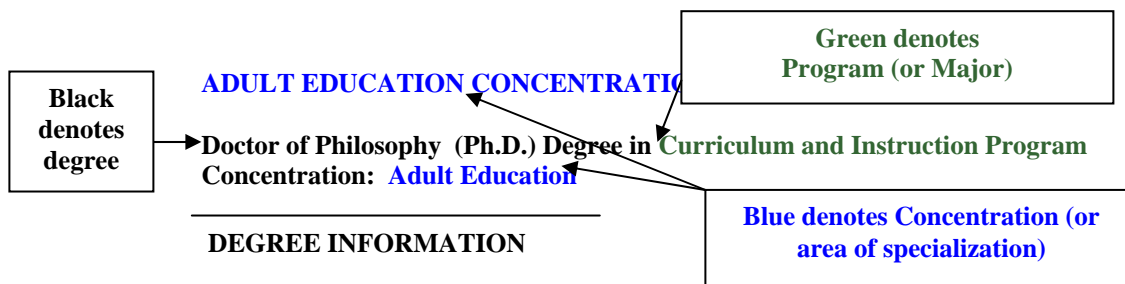 Green denotes
Program (or Major)
ADULT EDUCATION CONCENTRATIO
Black
denotes
degree
Doctor of Philosophy (Ph.D.) Degree in Curriculum and Instruction Program
Concentration: Adult Education
Blue denotes Concentration (or
area of specialization)
DEGREE INFORMATION